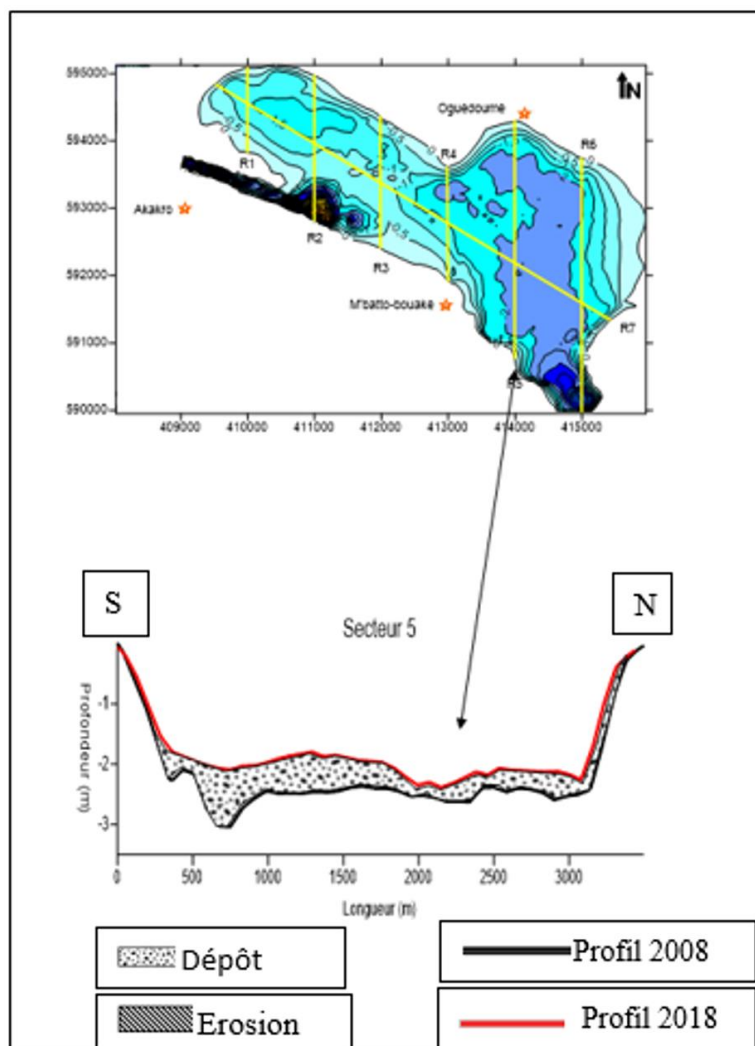 595000
N
Oguedoume
594000
R4
R6
R1
593000
Akakro
R2
R3
592000
M'batto-bouake
R7
591000
R5
590000
409000 410000 411000 412000 413000 414000 415000
S
N
Secteur 5
Profondeur (m)
-1
-2
-3
0 500 1000 1500 2000 2500 3000
Longueur (m)
Dépôt
Profil 2008
Erosion
Profil 2018